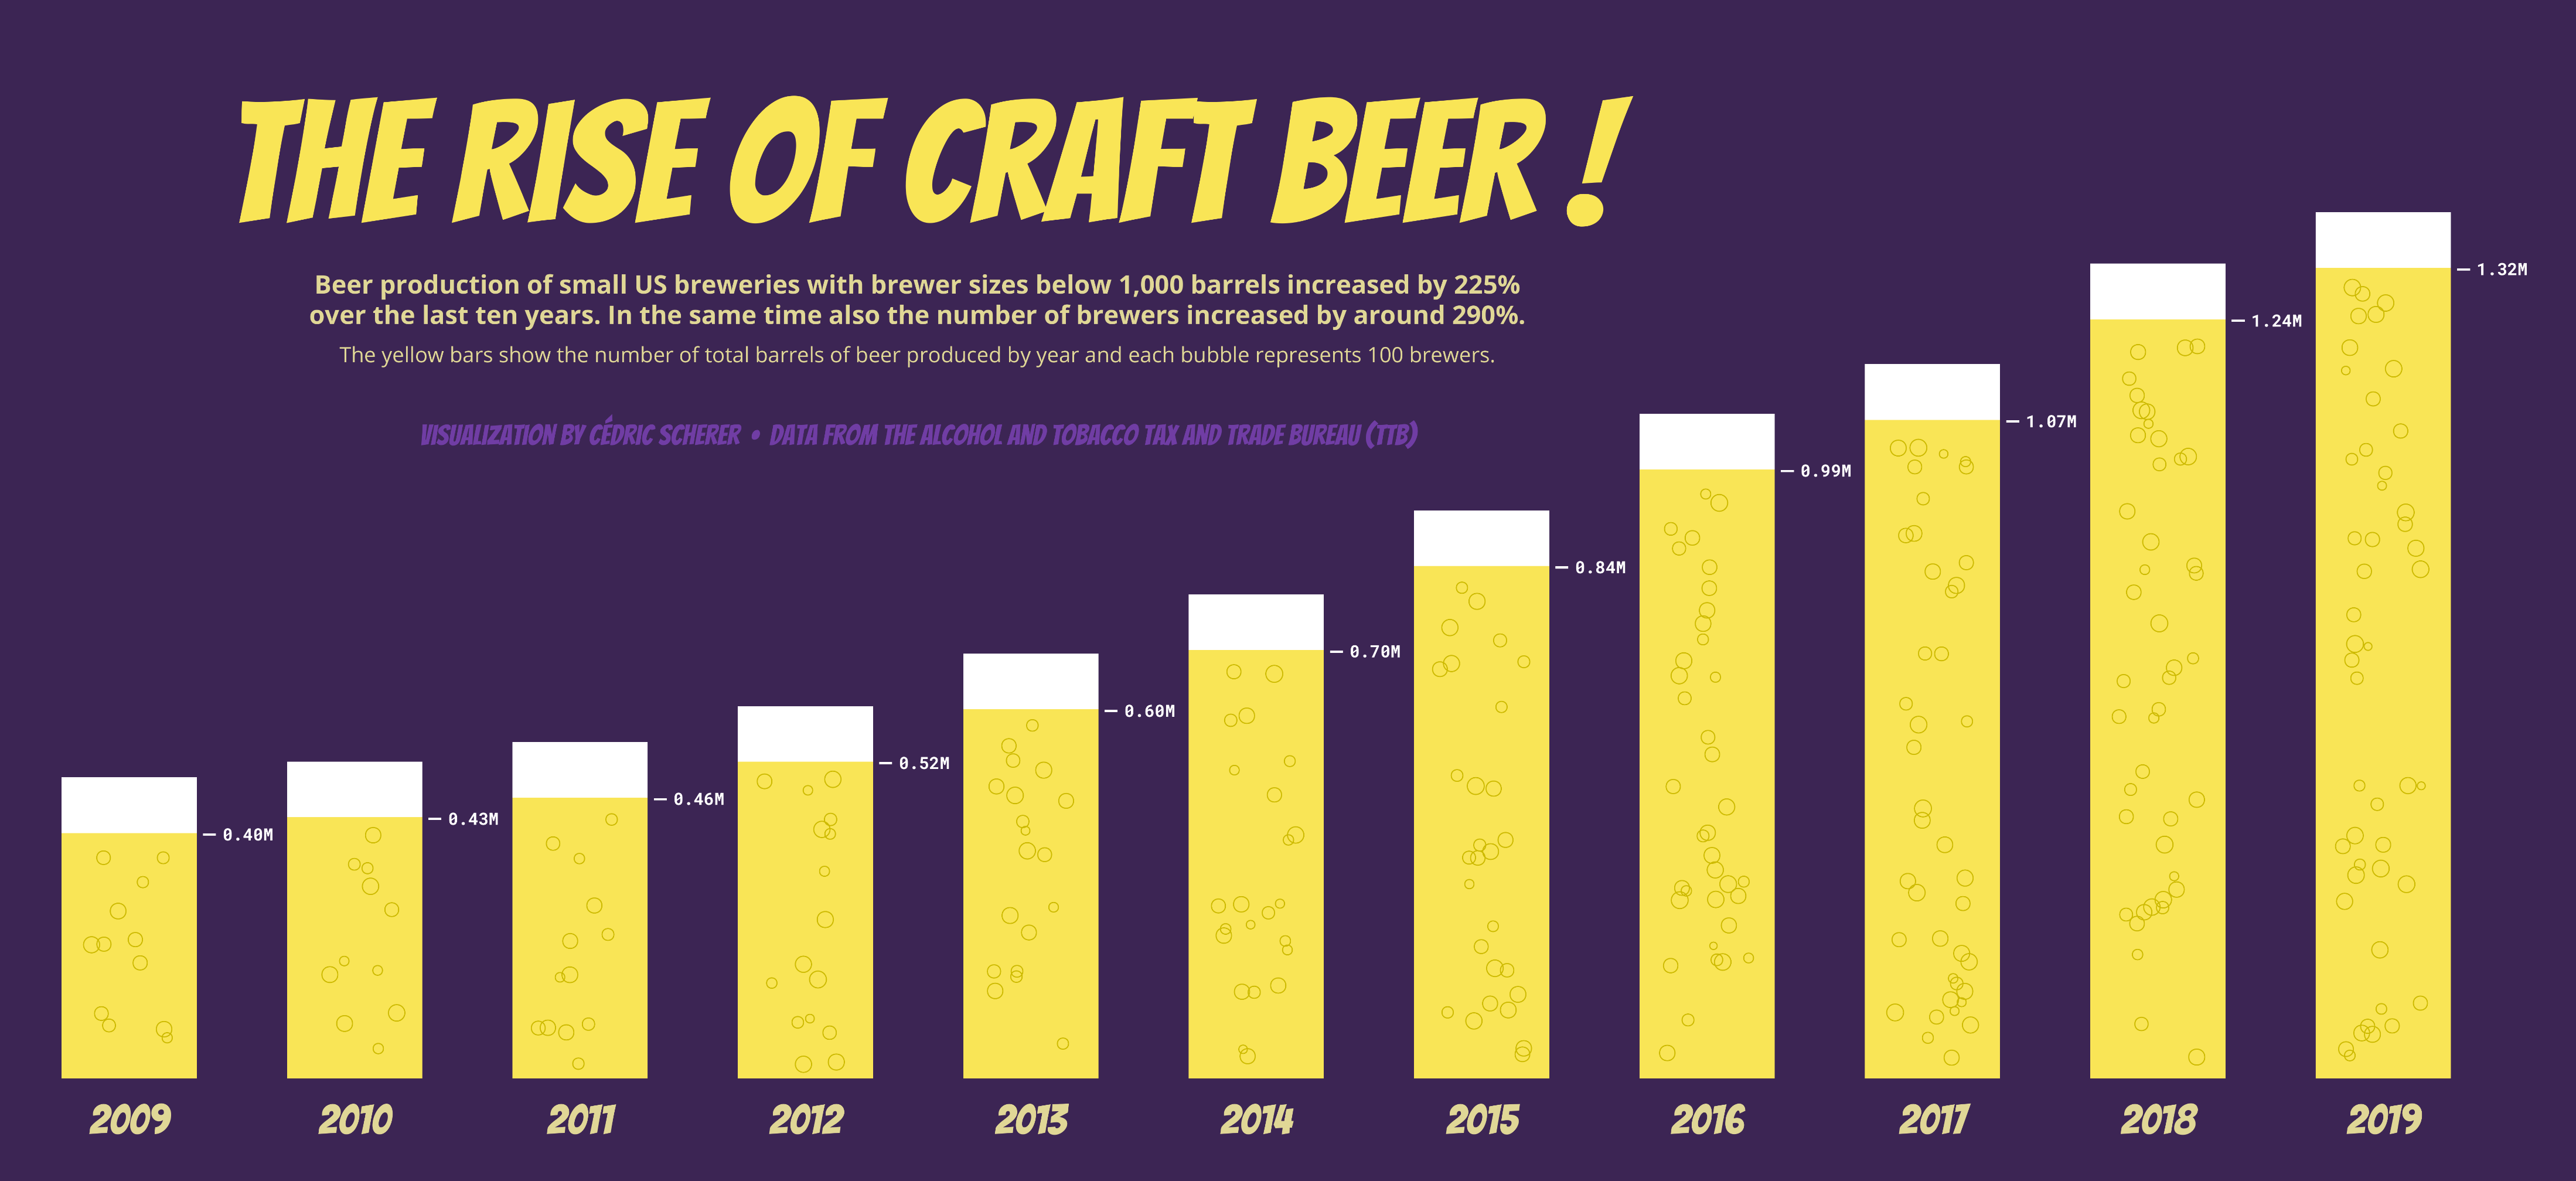 THE RISE OF CRAFT BEER !
Beer production of small US breweries with brewer sizes below 1,000 barrels increased by 225%
over the last ten years. In the same time also the number of brewers increased by around 290%.
The yellow bars show the number of total barrels of beer produced by year and each bubble represents 100 brewers.
VISUALIZATION BY CÉDRIC SCHERER • DATA FROM THE ALCOHOL AND TOBACCO TAX AND TRADE BUREAU (TTB)
0.40M
0.43M
0.46M
0.52M
0.60M
0.70M
0.84M
0.99M
1.07M
1.24M
1.32M
2009
2010
2011
2012
2013
2014
2015
2016
2017
2018
2019